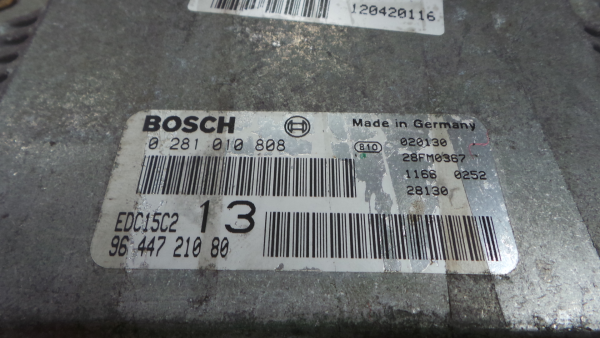 120420116
BOSCH
Made in Germany
0 281 010 808
810
020130
28FM0367
1166 0252
28130
EDC15C2 13
96 447 210 80